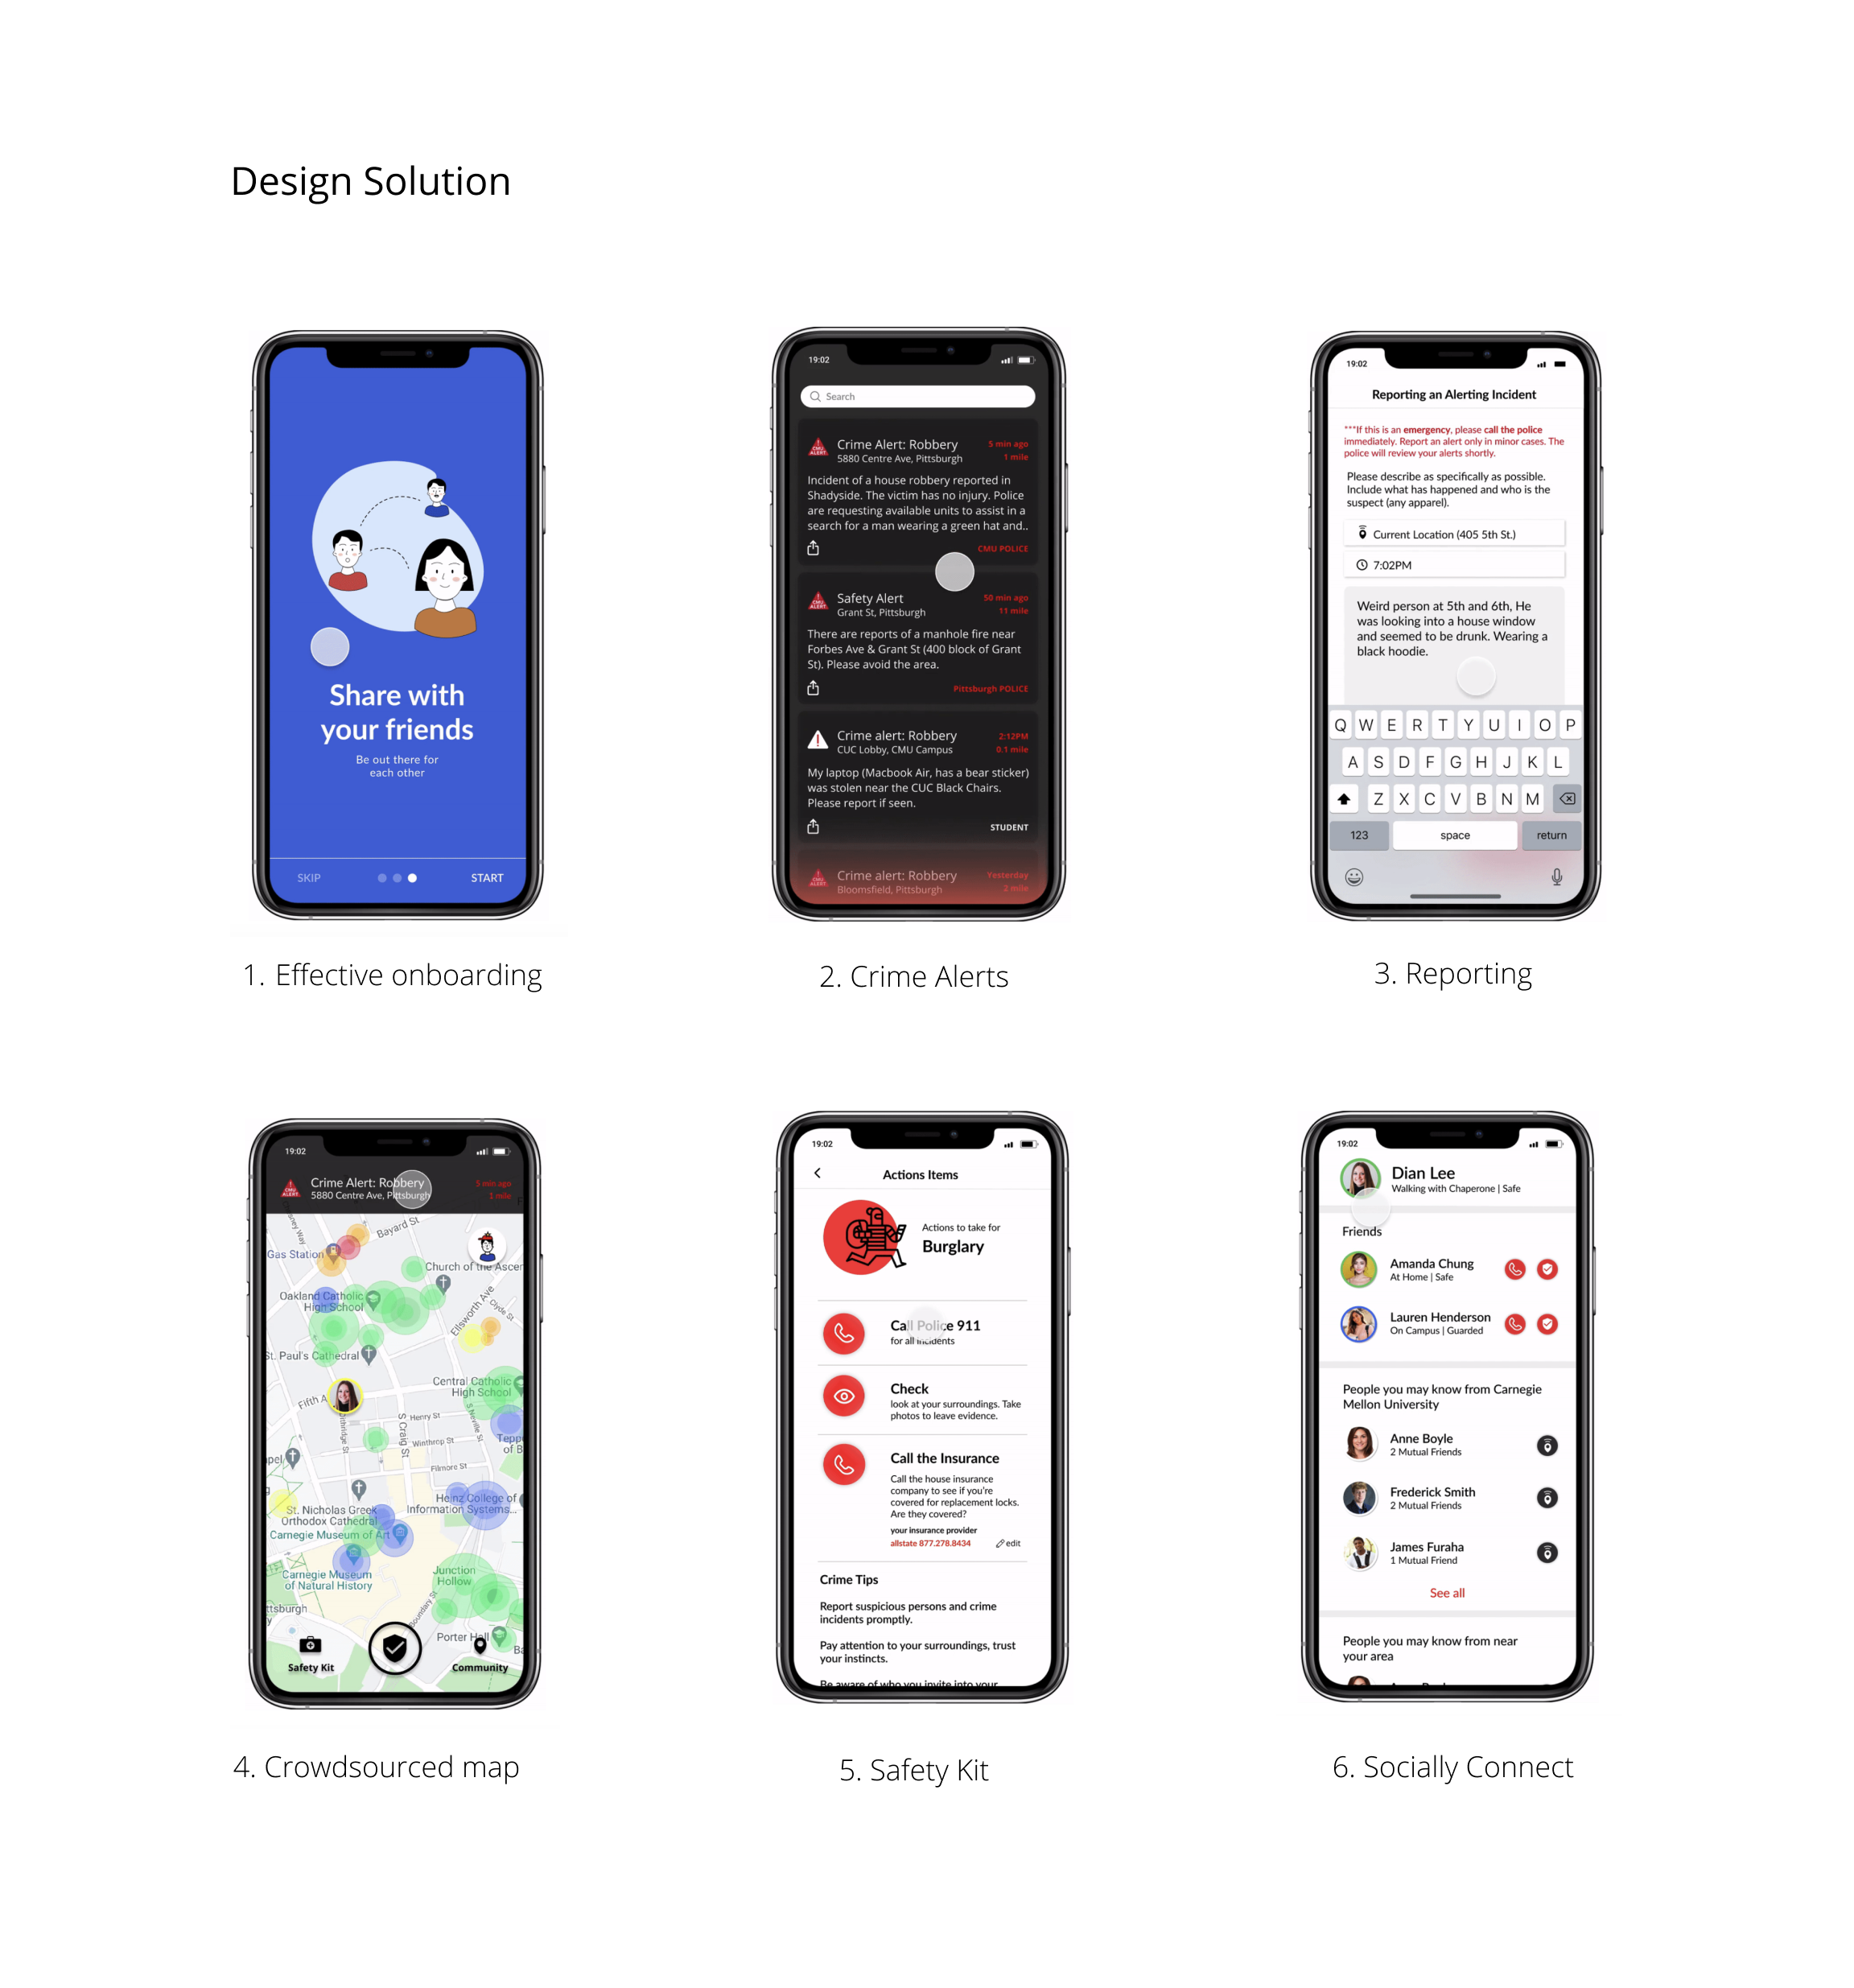 Design Solution
Share with
your friends
Be out there for
each other
SKIP
START
1. Effective onboarding
19:02
Search
CMU
ALERT
Crime Alert: Robbery
5 min ago
5880 Centre Ave, Pittsburgh
1 mile
Incident of a house robbery reported in
Shadyside. The victim has no injury. Police
are requesting available units to assist in a
search for a man wearing a green hat and..
CMU POLICE
CMU
ALERT
Safety Alert
50 min ago
Grant St, Pittsburgh
11 mile
There are reports of a manhole fire near
Forbes Ave & Grant St (400 block of Grant
St). Please avoid the area.
Pittsburgh POLICE
Crime alert: Robbery
2:12PM
CUC Lobby, CMU Campus
0.1 mile
My laptop (Macbook Air, has a bear sticker)
was stolen near the CUC Black Chairs.
Please report if seen.
STUDENT
CMU
ALERT
Crime alert: Robbery
Yesterday
Bloomsfield, Pittsburgh
2 mile
2. Crime Alerts
19:02
Reporting an Alerting Incident
***If this is an emergency, please call the police
immediately. Report an alert only in minor cases. The
police will review your alerts shortly.
Please describe as specifically as possible.
Include what has happened and who is the
suspect (any apparel).
Current Location (405 5th St.)
7:02PM
Weird person at 5th and 6th, He
was looking into a house window
and seemed to be drunk. Wearing a
black hoodie.
Q W E R T Y U I O P
A S D F G H J K L
Z X C V B N M
123
space
return
3. Reporting
19:02
CMU
ALERT
Crime Alert: Robbery
5 min ago
5880 Centre Ave, Pittsburgh
1 mile
Bayard St
Gas Station
Church of the Ascen
Oakland Catholic
High School
Ellsworth Ave
Clyde St
St. Paul's Cathedral
Central Catholic
High School
Fifth A
S Craig St
Henry St
S Neville St
Winthrop St
Tepp
of B
Filmore St
pel
Heinz College of
Information Systems...
St. Nicholas Greek
Orthodox Cathedral
Carnegie Museum of Art
Carnegie Museum
of Natural History
Junction
Hollow
Boundary St
ttsburgh
y
Porter Hall
Ba
Safety Kit
Community
4. Crowdsourced map
19:02
Actions Items
Actions to take for
Burglary
Call Police 911
for all incidents
Check
look at your surroundings. Take
photos to leave evidence.
Call the Insurance
Call the house insurance
company to see if you're
covered for replacement locks.
Are they covered?
your insurance provider
allstate 877.278.8434
edit
Crime Tips
Report suspicious persons and crime
incidents promptly.
Pay attention to your surroundings, trust
your instincts.
Be aware of who you invite into your
5. Safety Kit
19:02
Dian Lee
Walking with Chaperone | Safe
Friends
Amanda Chung
At Home | Safe
Lauren Henderson
On Campus | Guarded
People you may know from Carnegie
Mellon University
Anne Boyle
2 Mutual Friends
Frederick Smith
2 Mutual Friends
James Furaha
1 Mutual Friend
See all
People you may know from near
your area
6. Socially Connect